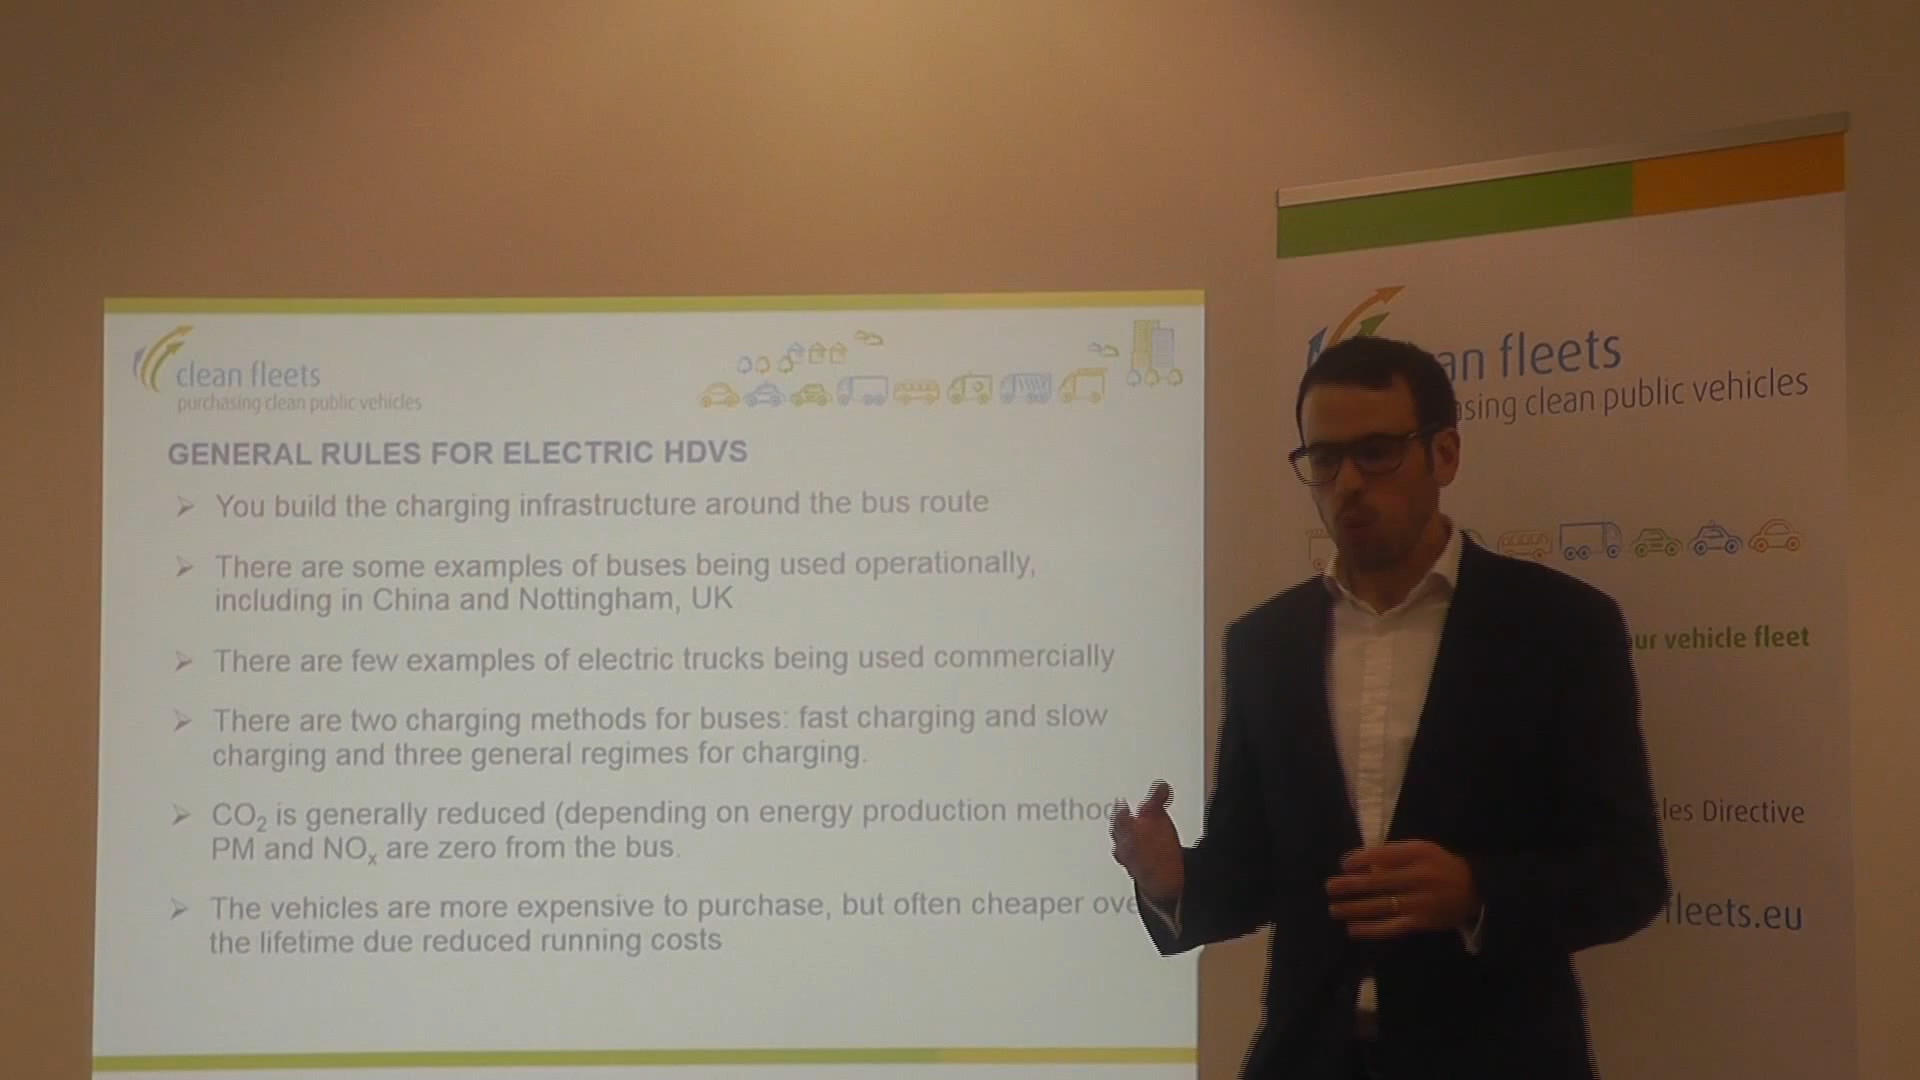 clean fleets
purchasing clean public vehicles
GENERAL RULES FOR ELECTRIC HDVS
You build the charging infrastructure around the bus route
There are some examples of buses being used operationally,
including in China and Nottingham, UK
There are few examples of electric trucks being used commercially
There are two charging methods for buses: fast charging and slow
charging and three general regimes for charging.
CO₂ is generally reduced (depending on energy production method)
PM and NOₓ are zero from the bus.
The vehicles are more expensive to purchase, but often cheaper ove
the lifetime due reduced running costs
an fleets
asing clean public vehicles
ur vehicle fleet
les Directive
fleets.eu